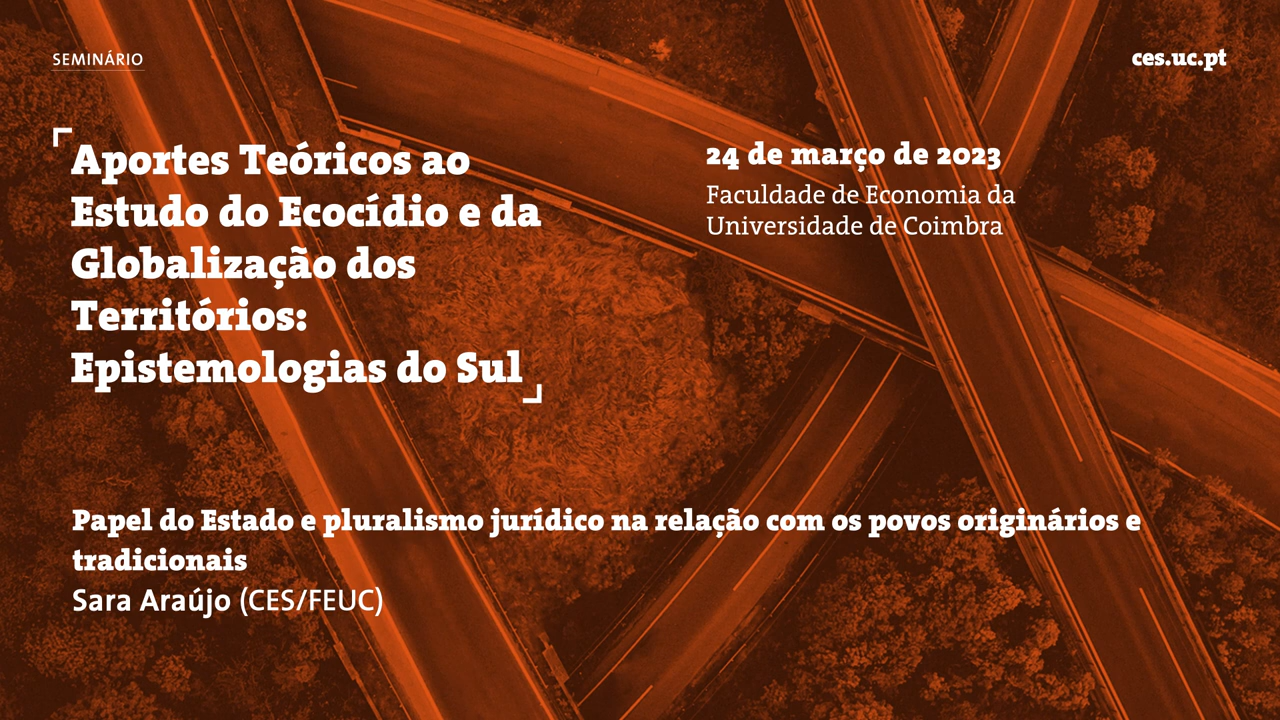 SEMINÁRIO
ces.uc.pt
Aportes Teóricos ao
Estudo do Ecocídio e da
Globalização dos
Territórios:
Epistemologias do Sul
24 de março de 2023
Faculdade de Economia da
Universidade de Coimbra
Papel do Estado e pluralismo jurídico na relação com os povos originários e
tradicionais
Sara Araújo (CES/FEUC)